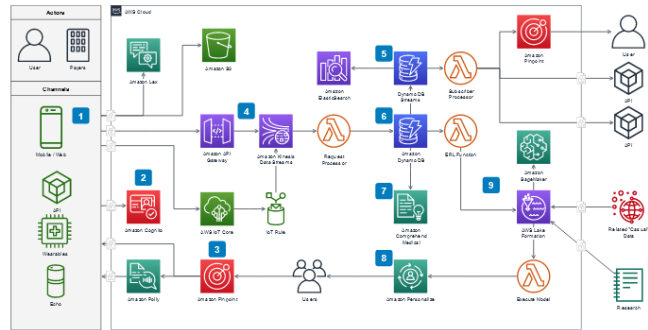 Actors
AWS Cloud
aws
User
Payers
Channels
1
Mobile / Web
API
Wearables
Echo
Amazon Lex
Amazon S3
2
Amazon Cognito
Amazon API
Gateway
4
Amazon Kinesis
Data Streams
AWS IoT Core
IoT Rule
3
Amazon Polly
Amazon Pinpoint
Users
Amazon
ElasticSearch
5
DynamoDB
Streams
Subscriber
Processor
Request
Processor
6
Amazon
DynamoDB
7
Amazon
Comprehend
Medical
8
Amazon Personalize
9
Amazon
SageMaker
AWS Lake
Formation
Execute Model
Amazon
Pinpoint
User
API
API
Data
Research